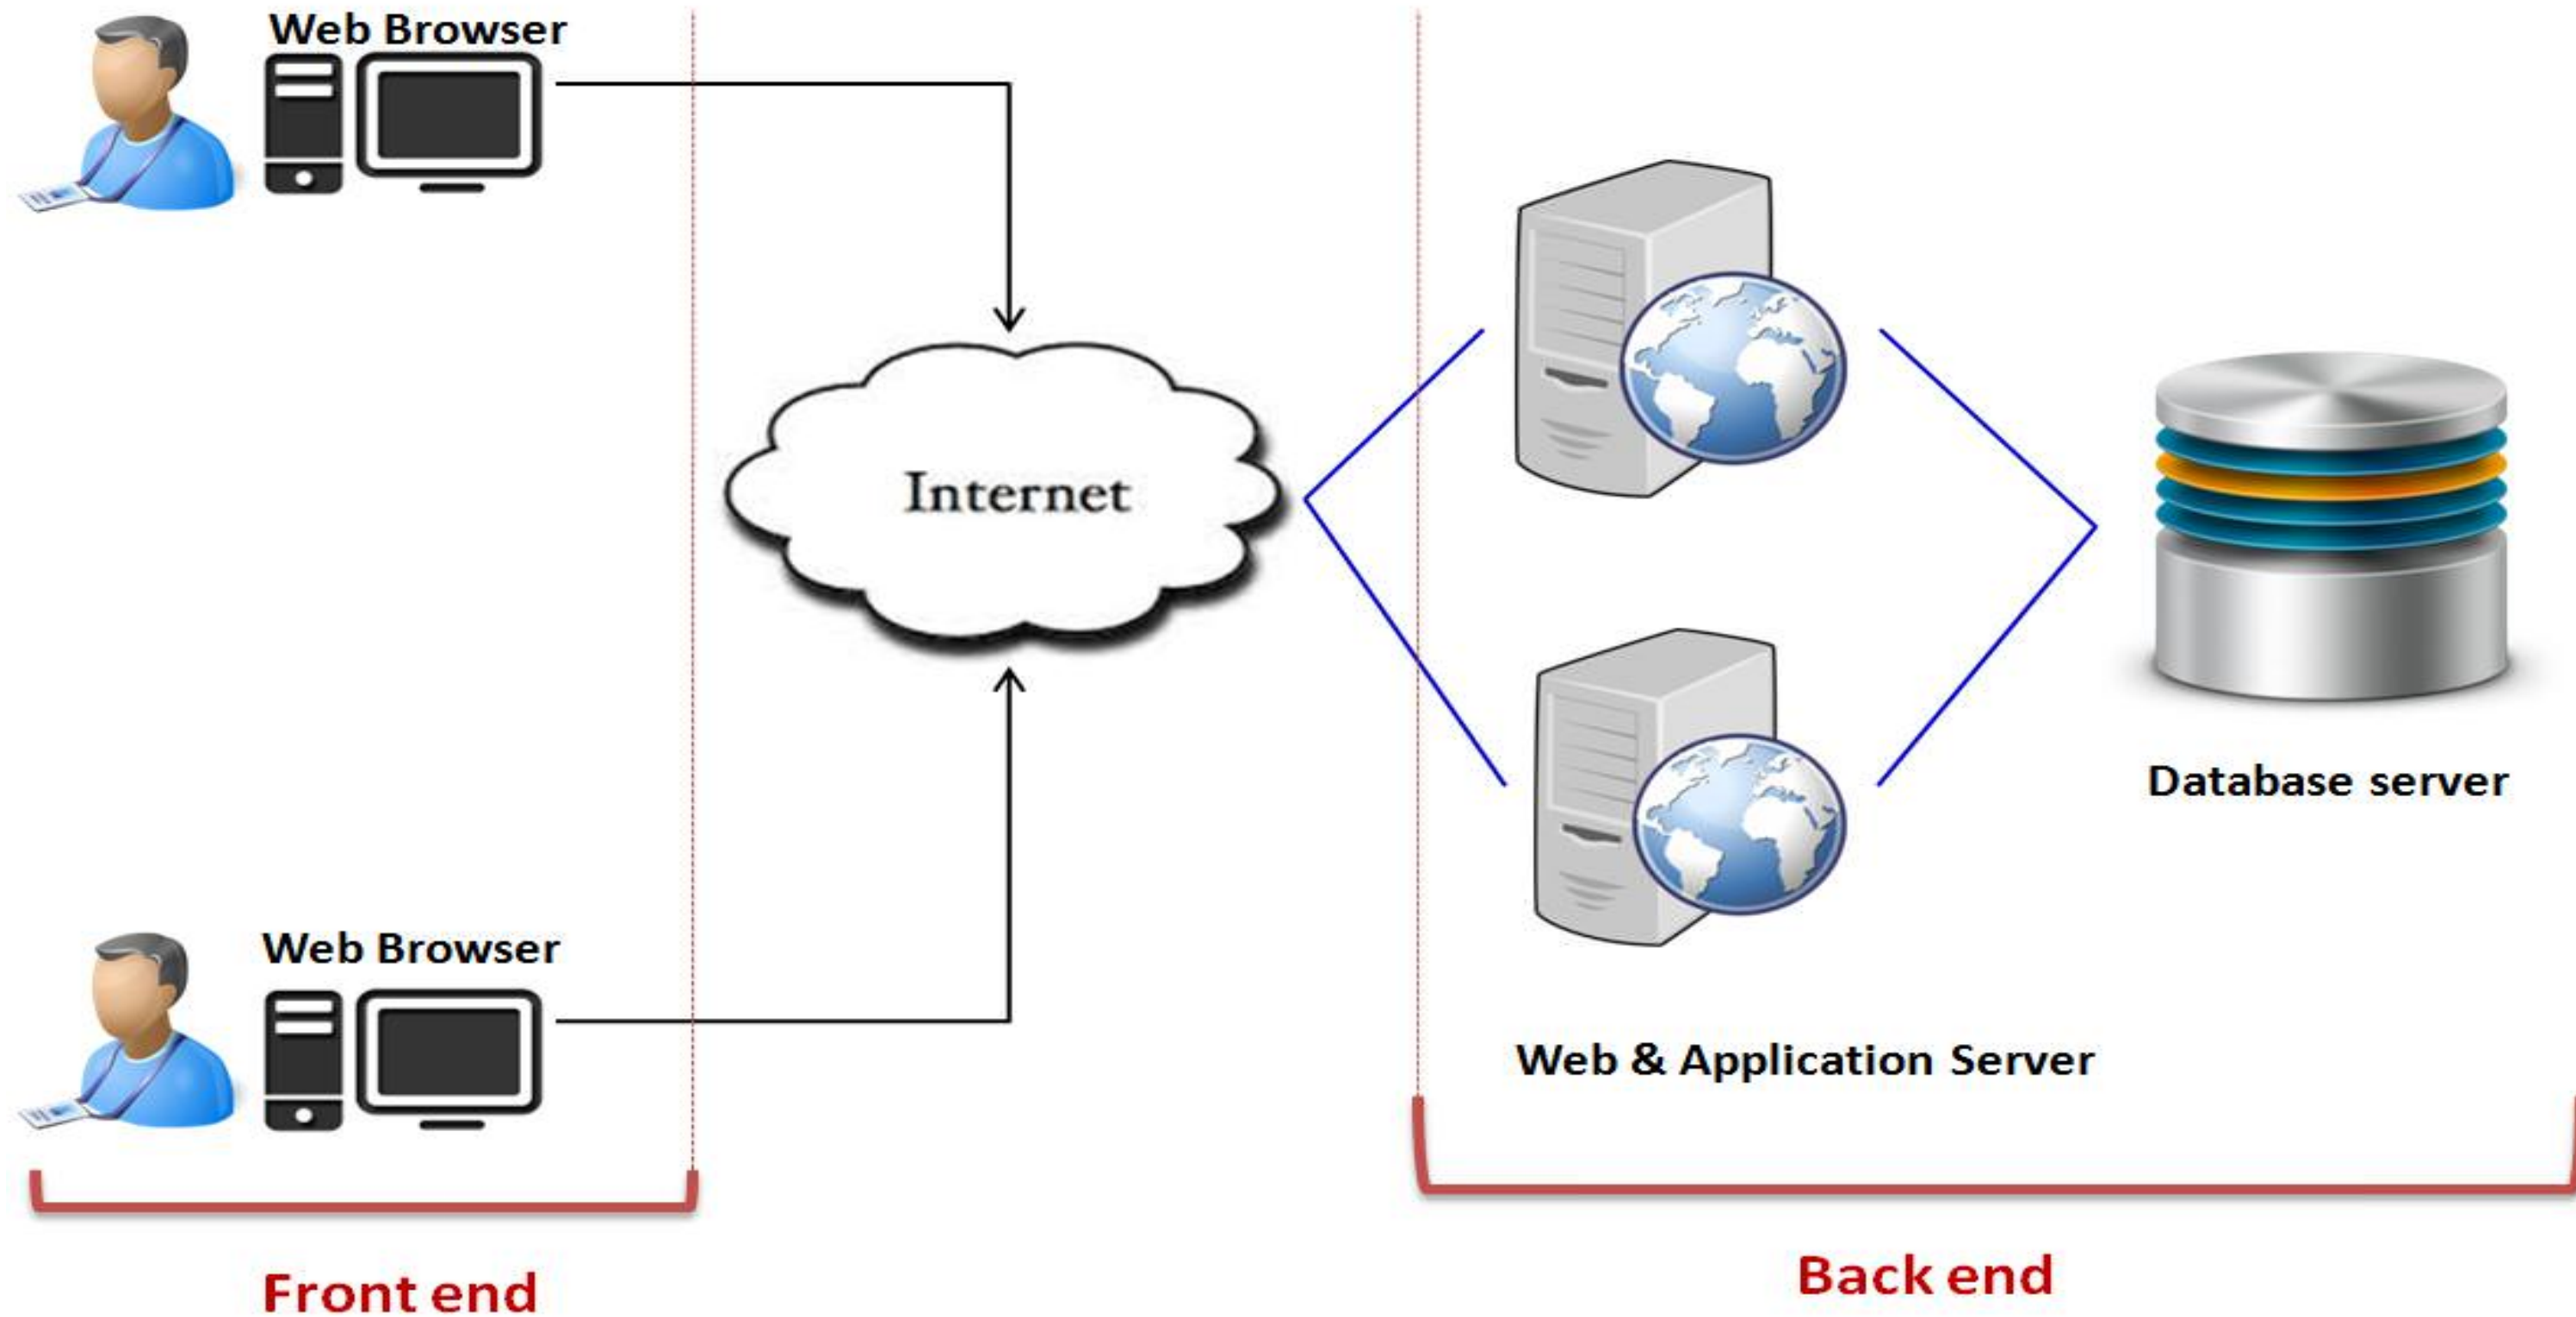 Web Browser
Internet
Database server
Web Browser
Web & Application Server
Front end
Back end